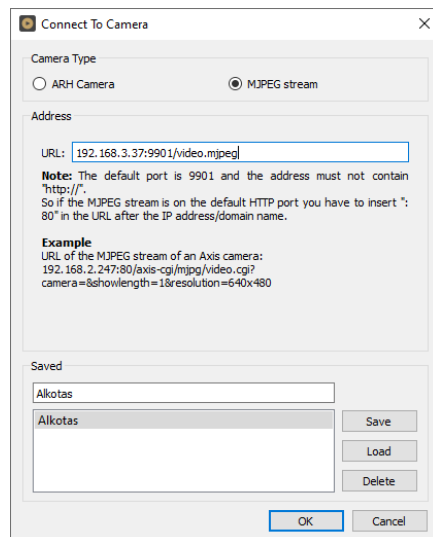 Connect To Camera
Camera Type
ARH Camera
MJPEG stream
Address
URL: 192.168.3.37:9901/video.mjpeg
Note: The default port is 9901 and the address must not contain
"http://".
So if the MJPEG stream is on the default HTTP port you have to insert ":
80" in the URL after the IP address/domain name.
Example
URL of the MJPEG stream of an Axis camera:
192.168.2.247:80/axis-cgi/mjpg/video.cgi?
camera=&showlength=1&resolution=640x480
Saved
Alkotas
Alkotas
Save
Load
Delete
OK
Cancel